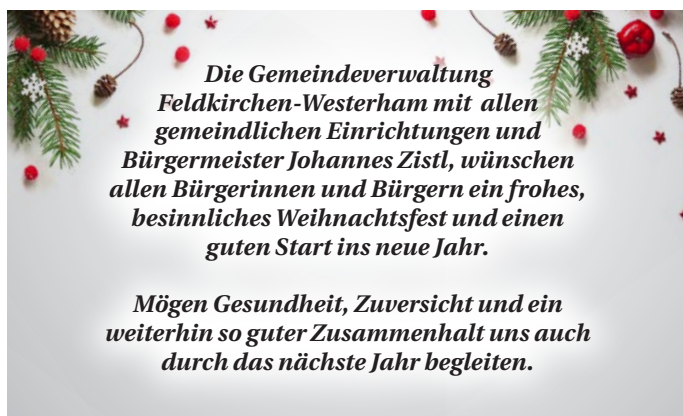 Die Gemeindeverwaltung
Feldkirchen-Westerham mit allen
gemeindlichen Einrichtungen und
Bürgermeister Johannes Zistl, wünschen
allen Bürgerinnen und Bürgern ein frohes,
besinnliches Weihnachtsfest und einen
guten Start ins neue Jahr.
Mögen Gesundheit, Zuversicht und ein
weiterhin so guter Zusammenhalt uns auch
durch das nächste Jahr begleiten.